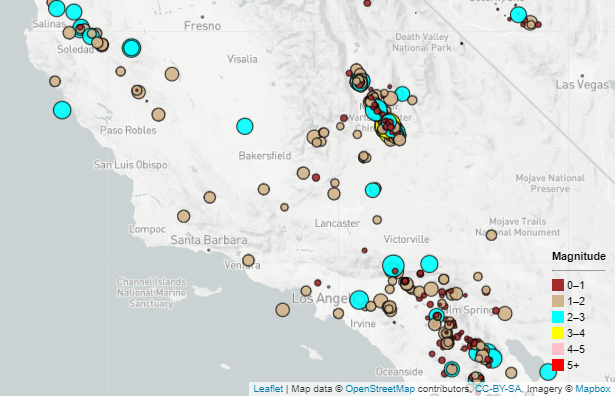 Fresno
Death Valley
National Park
Salinas
Soledad
Visalia
Las Vegas
Paso Robles
Bakersfield
San Luis Obispo
Mojave National
Preserve
Lompoc
Lancaster
Mojave Trails
National Monument
Santa Barbara
Victorville
Ventura
Magnitude
Channel Islands
National Marine
Sanctuary
Los Angel
0–1
1–2
2–3
3–4
4–5
5+
lm Spring
Irvine
Oceanside
Leaflet | Map data © OpenStreetMap contributors, CC-BY-SA, Imagery © Mapbox